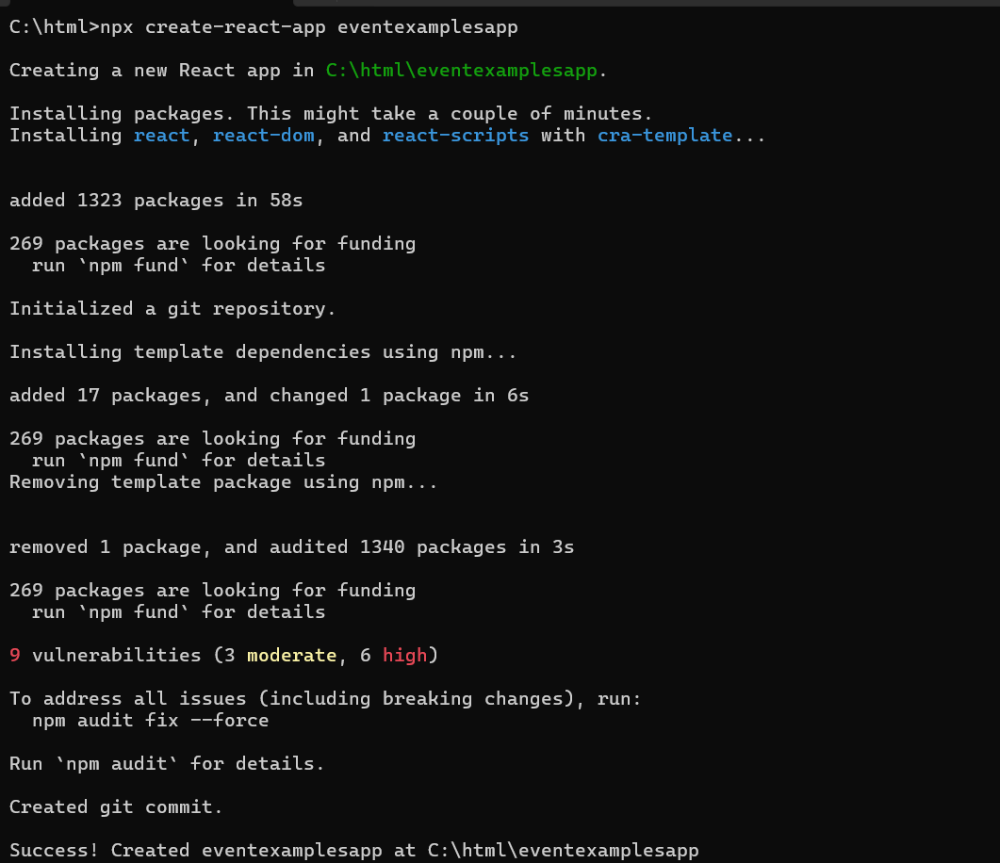 C:\html>npx create-react-app eventexamplesapp
Creating a new React app in C:\html\eventexamplesapp.
Installing packages. This might take a couple of minutes.
Installing react, react-dom, and react-scripts with cra-template...
added 1323 packages in 58s
269 packages are looking for funding
  run `npm fund` for details
Initialized a git repository.
Installing template dependencies using npm...
added 17 packages, and changed 1 package in 6s
269 packages are looking for funding
  run `npm fund` for details
Removing template package using npm...
removed 1 package, and audited 1340 packages in 3s
269 packages are looking for funding
  run `npm fund` for details
9 vulnerabilities (3 moderate, 6 high)
To address all issues (including breaking changes), run:
  npm audit fix --force
Run `npm audit` for details.
Created git commit.
Success! Created eventexamplesapp at C:\html\eventexamplesapp